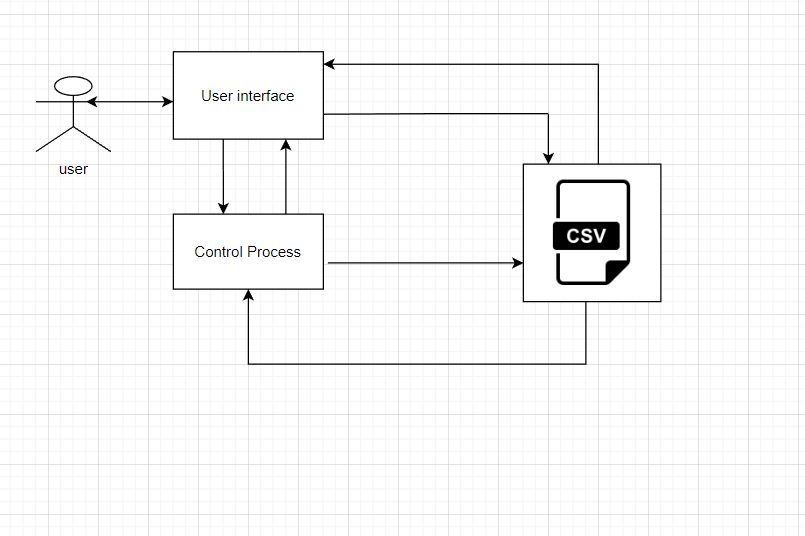 User interface
user
CSV
Control Process